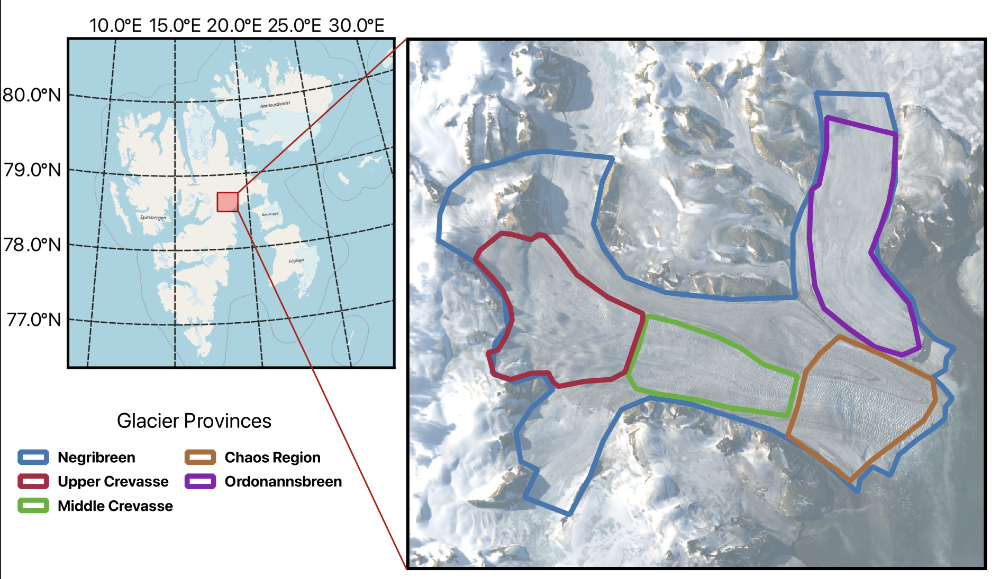 10.0°E 15.0°E 20.0°E 25.0°E 30.0°E
80.0°N
79.0°N
78.0°N
77.0°N
Nordaustlandet
Spitsbergen
Barentsøya
Edgeøya
Glacier Provinces
Negribreen
Chaos Region
Upper Crevasse
Ordonannsbreen
Middle Crevasse